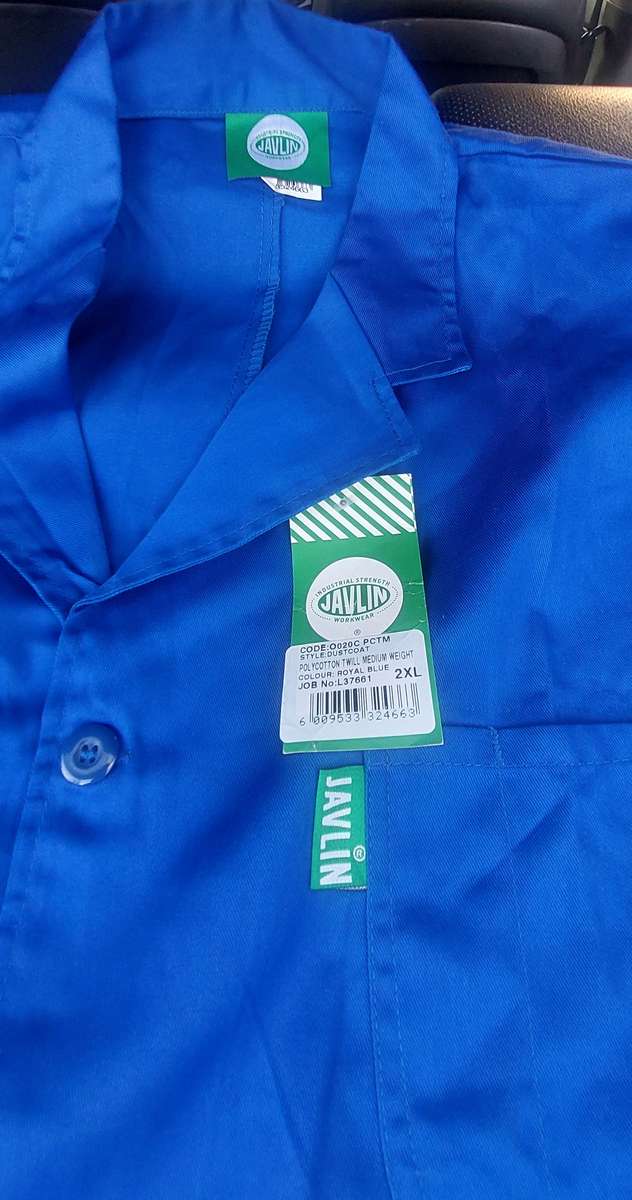 INDUSTRIAL STRENGTH
JAVLIN
WORKWEAR
INDUSTRIAL STRENGTH
JAVLIN
WORKWEAR
®
CODE:O020C PCTM
STYLE:DUSTCOAT
POLYCOTTON TWILL MEDIUM WEIGHT
COLOUR: ROYAL BLUE
JOB No:L37661 2XL
6 009533 324663
JAVLIN ®